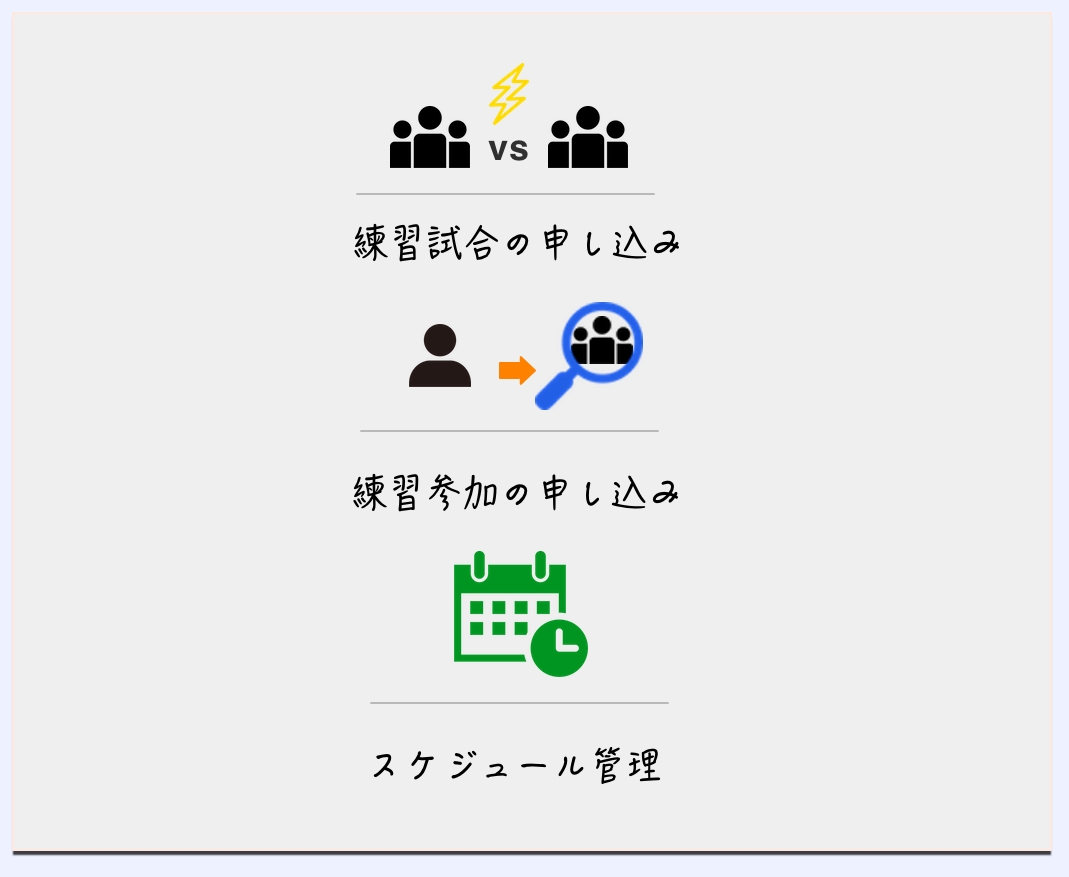 vs
練習試合の申し込み
練習参加の申し込み
スケジュール管理